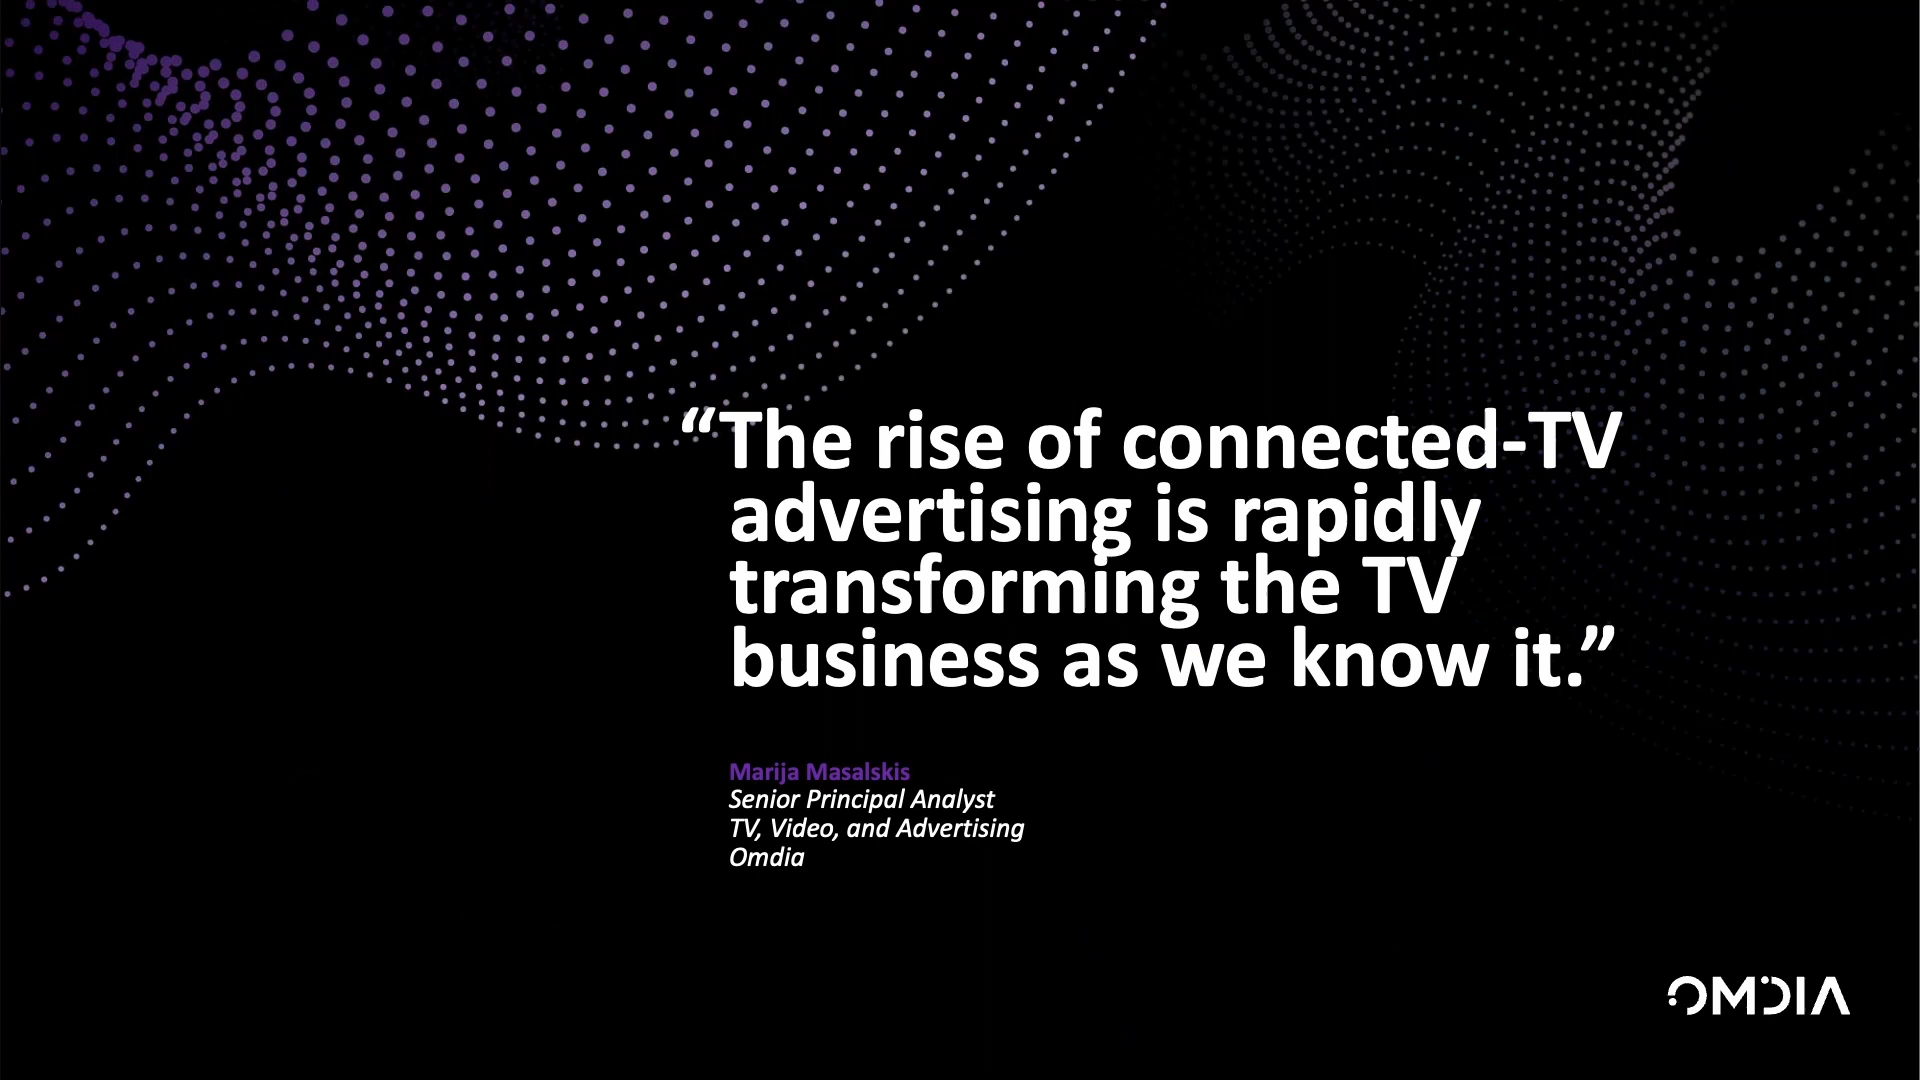 “The rise of connected-TV
advertising is rapidly
transforming the TV
business as we know it.”
Marija Masalskis
Senior Principal Analyst
TV, Video, and Advertising
Omdia
OMDIA